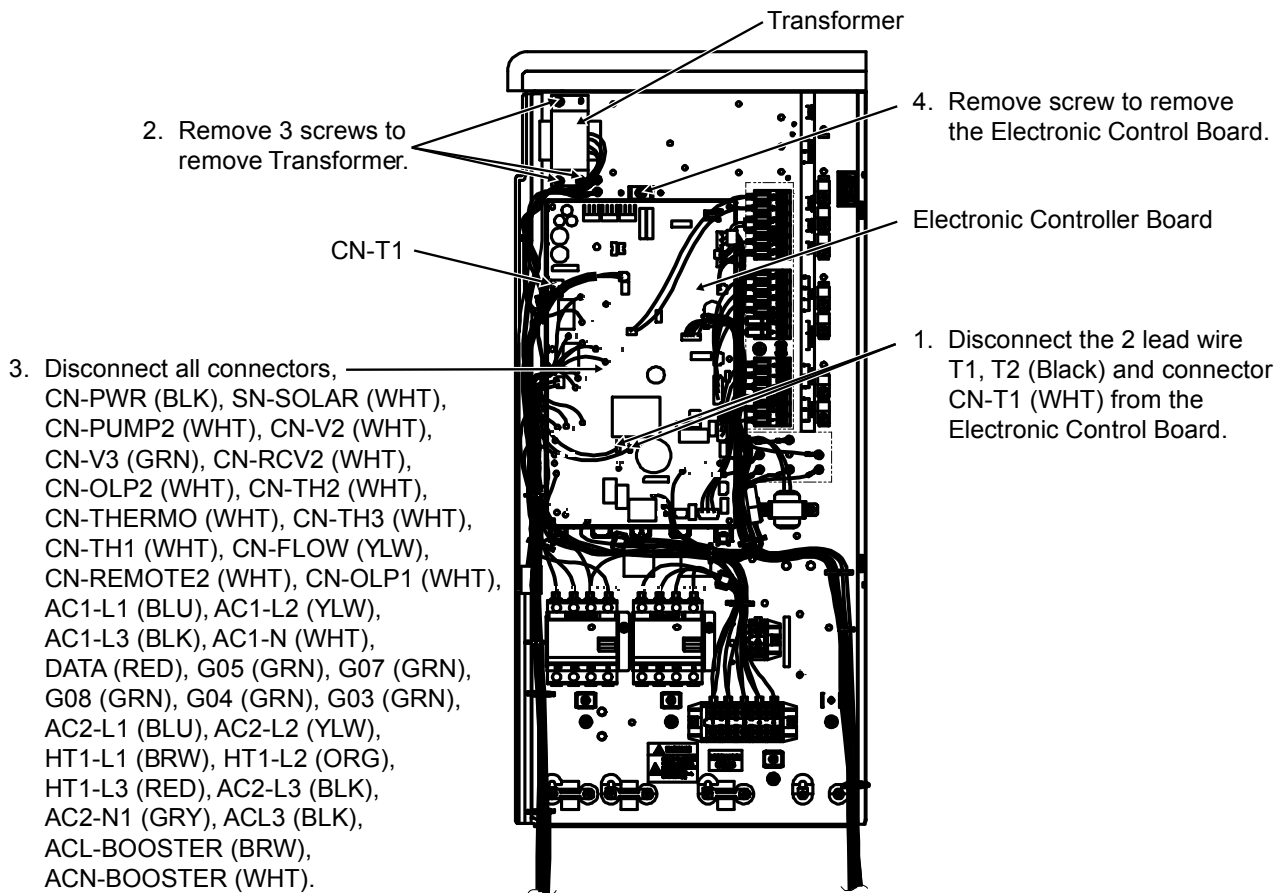 Transformer
2. Remove 3 screws to
remove Transformer.
4. Remove screw to remove
the Electronic Control Board.
Electronic Controller Board
CN-T1
1. Disconnect the 2 lead wire
T1, T2 (Black) and connector
CN-T1 (WHT) from the
Electronic Control Board.
3. Disconnect all connectors,
CN-PWR (BLK), SN-SOLAR (WHT),
CN-PUMP2 (WHT), CN-V2 (WHT),
CN-V3 (GRN), CN-RCV2 (WHT),
CN-OLP2 (WHT), CN-TH2 (WHT),
CN-THERMO (WHT), CN-TH3 (WHT),
CN-TH1 (WHT), CN-FLOW (YLW),
CN-REMOTE2 (WHT), CN-OLP1 (WHT),
AC1-L1 (BLU), AC1-L2 (YLW),
AC1-L3 (BLK), AC1-N (WHT),
DATA (RED), G05 (GRN), G07 (GRN),
G08 (GRN), G04 (GRN), G03 (GRN),
AC2-L1 (BLU), AC2-L2 (YLW),
HT1-L1 (BRW), HT1-L2 (ORG),
HT1-L3 (RED), AC2-L3 (BLK),
AC2-N1 (GRY), ACL3 (BLK),
ACL-BOOSTER (BRW),
ACN-BOOSTER (WHT).